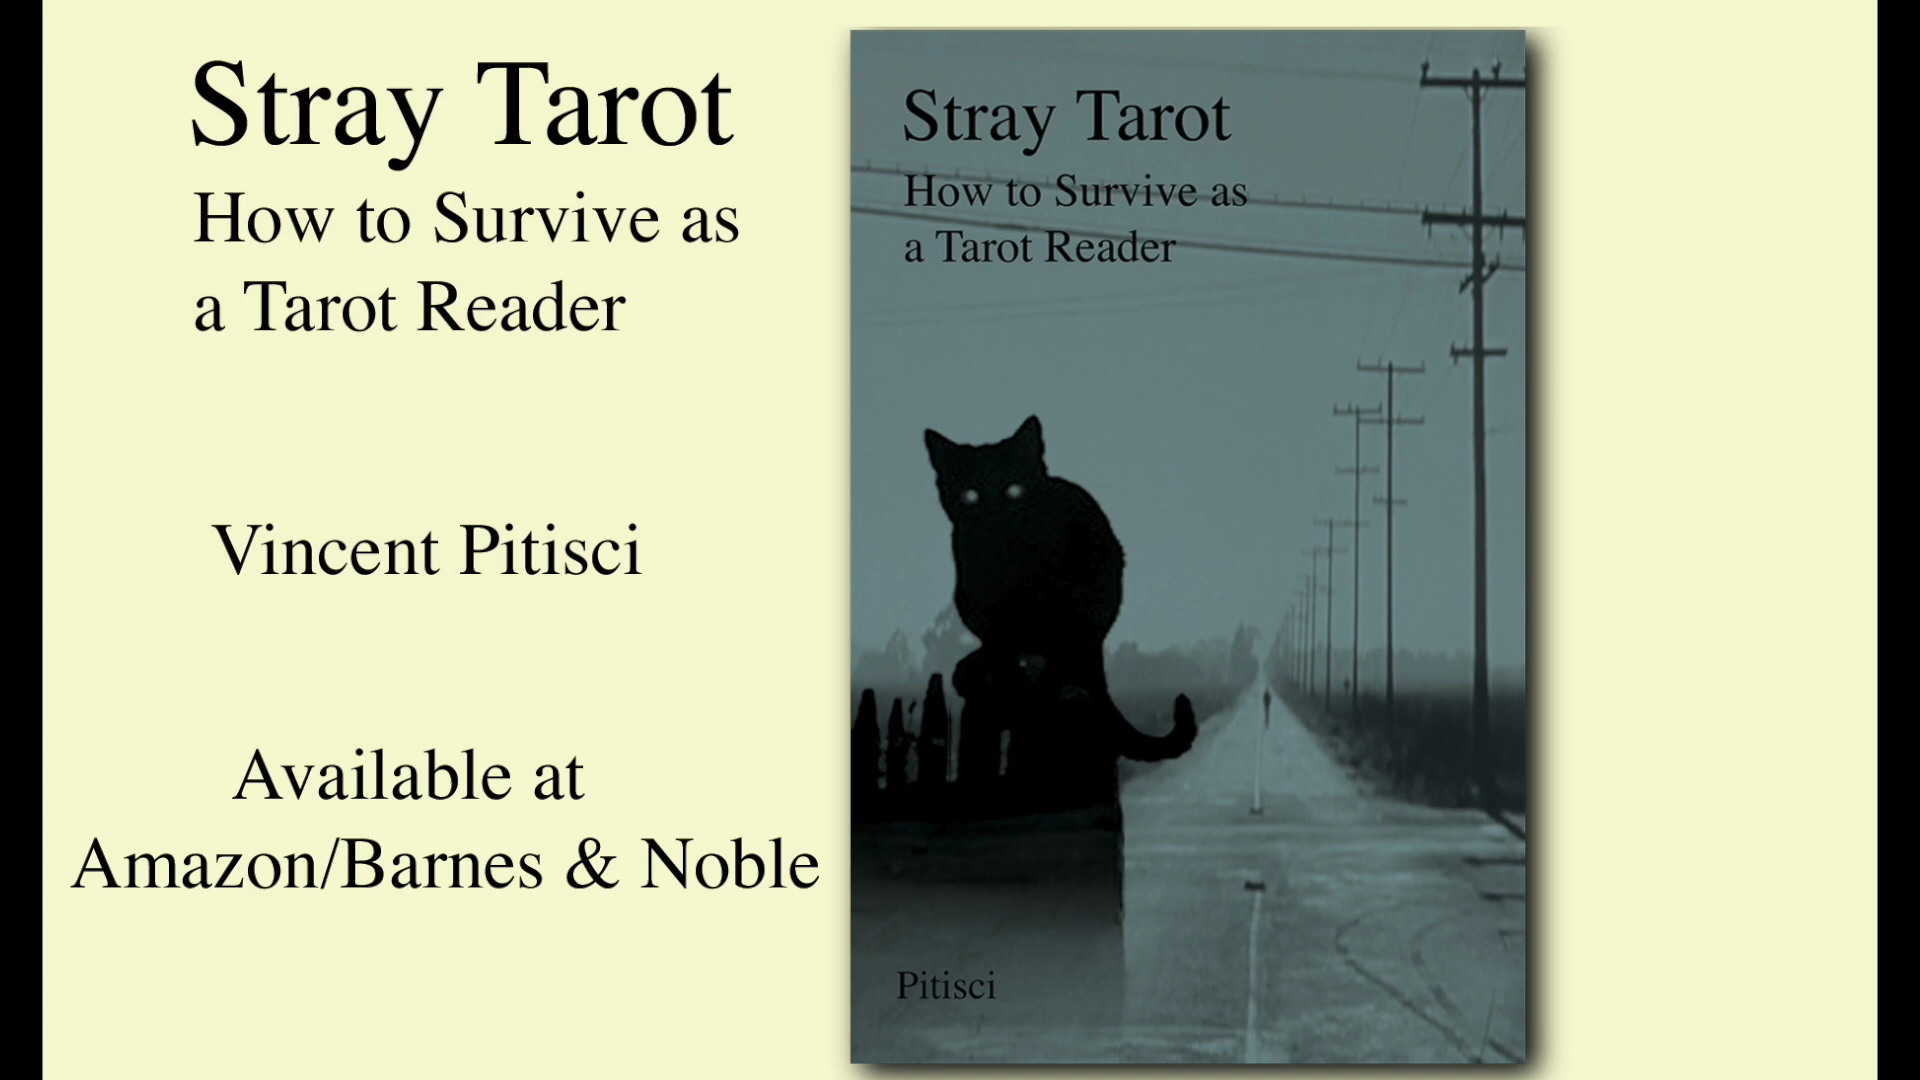 Stray Tarot
How to Survive as
a Tarot Reader
Vincent Pitisci
Available at
Amazon/Barnes & Noble
Stray Tarot
How to Survive as
a Tarot Reader
Pitisci